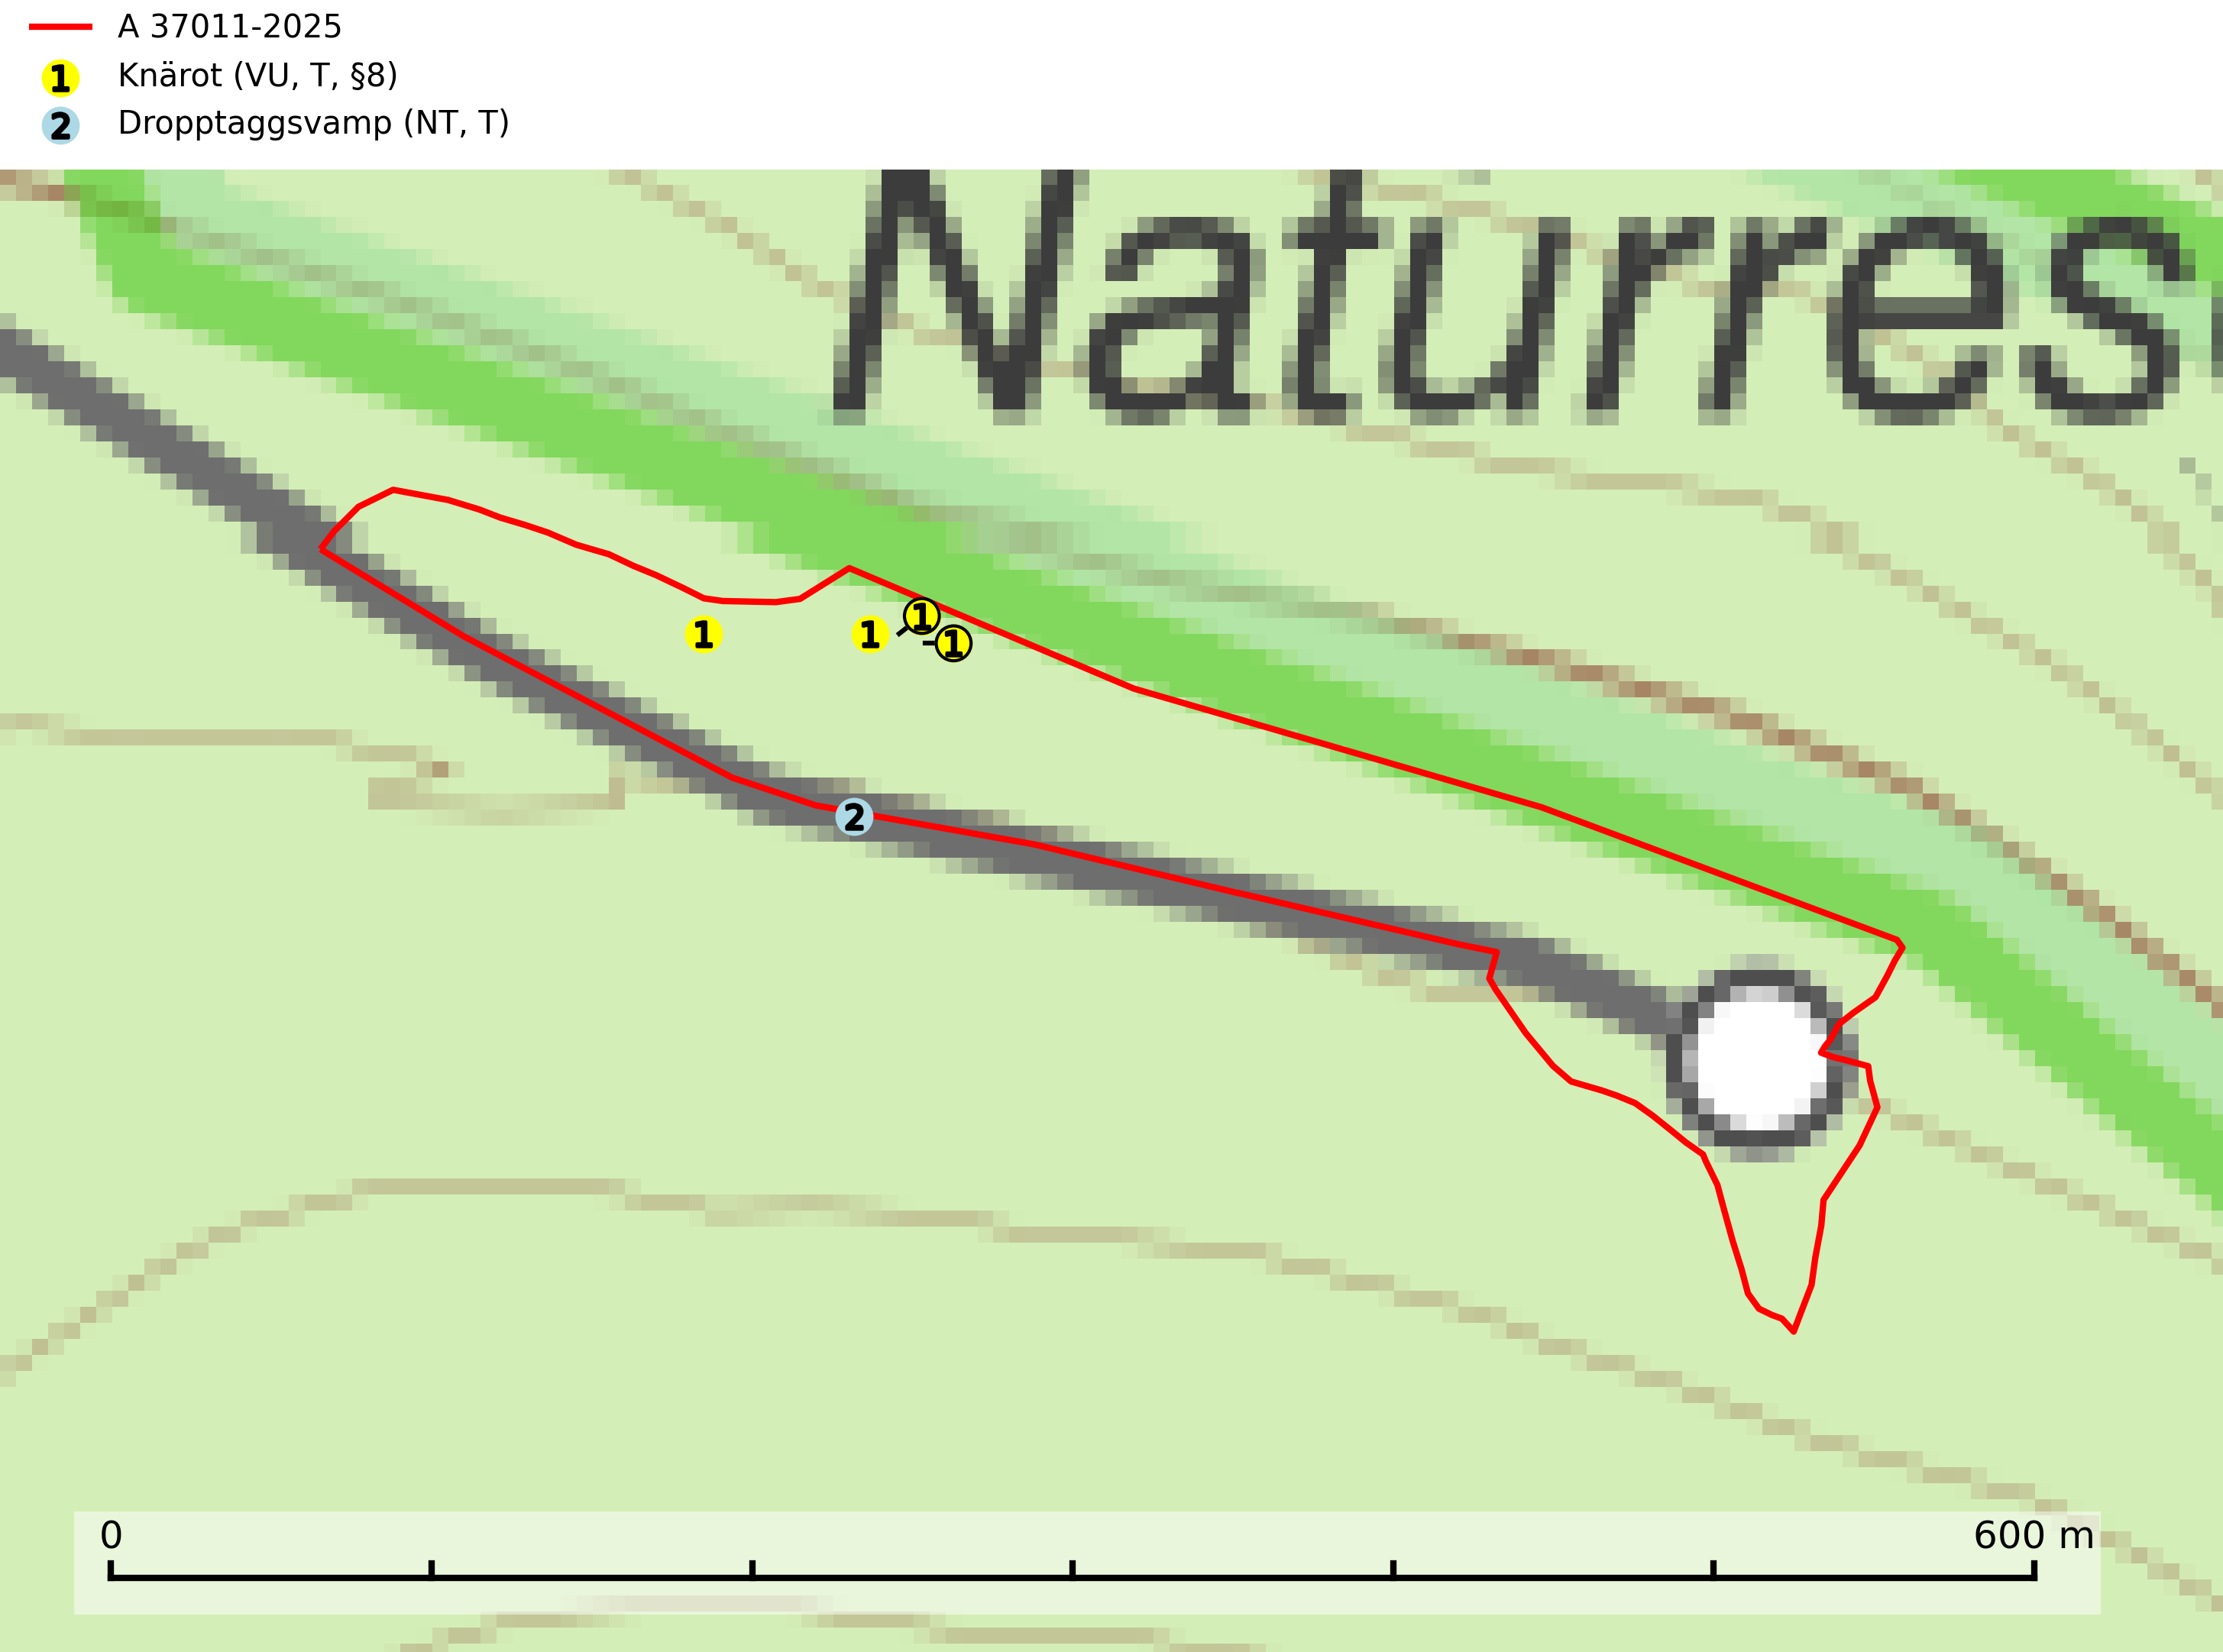 A 37011-2025
1 Knärot (VU, T, §8)
2 Dropptaggsvamp (NT, T)
Naturres
1
1 1 1
2
0 600 m